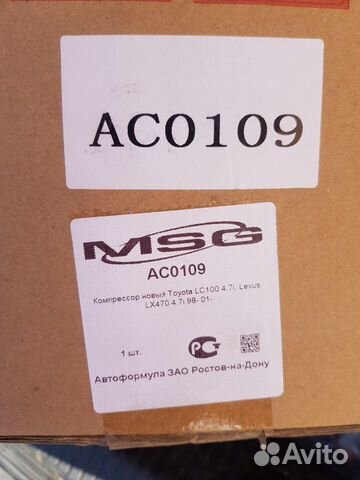 AC0109
MSG
AC0109
Компрессор новый Toyota LC100 4.7i, Lexus
LX470 4.7i 98- 01-
1 шт.
РСТ
Автоформула ЗАО Ростов-на-Дону
Avito